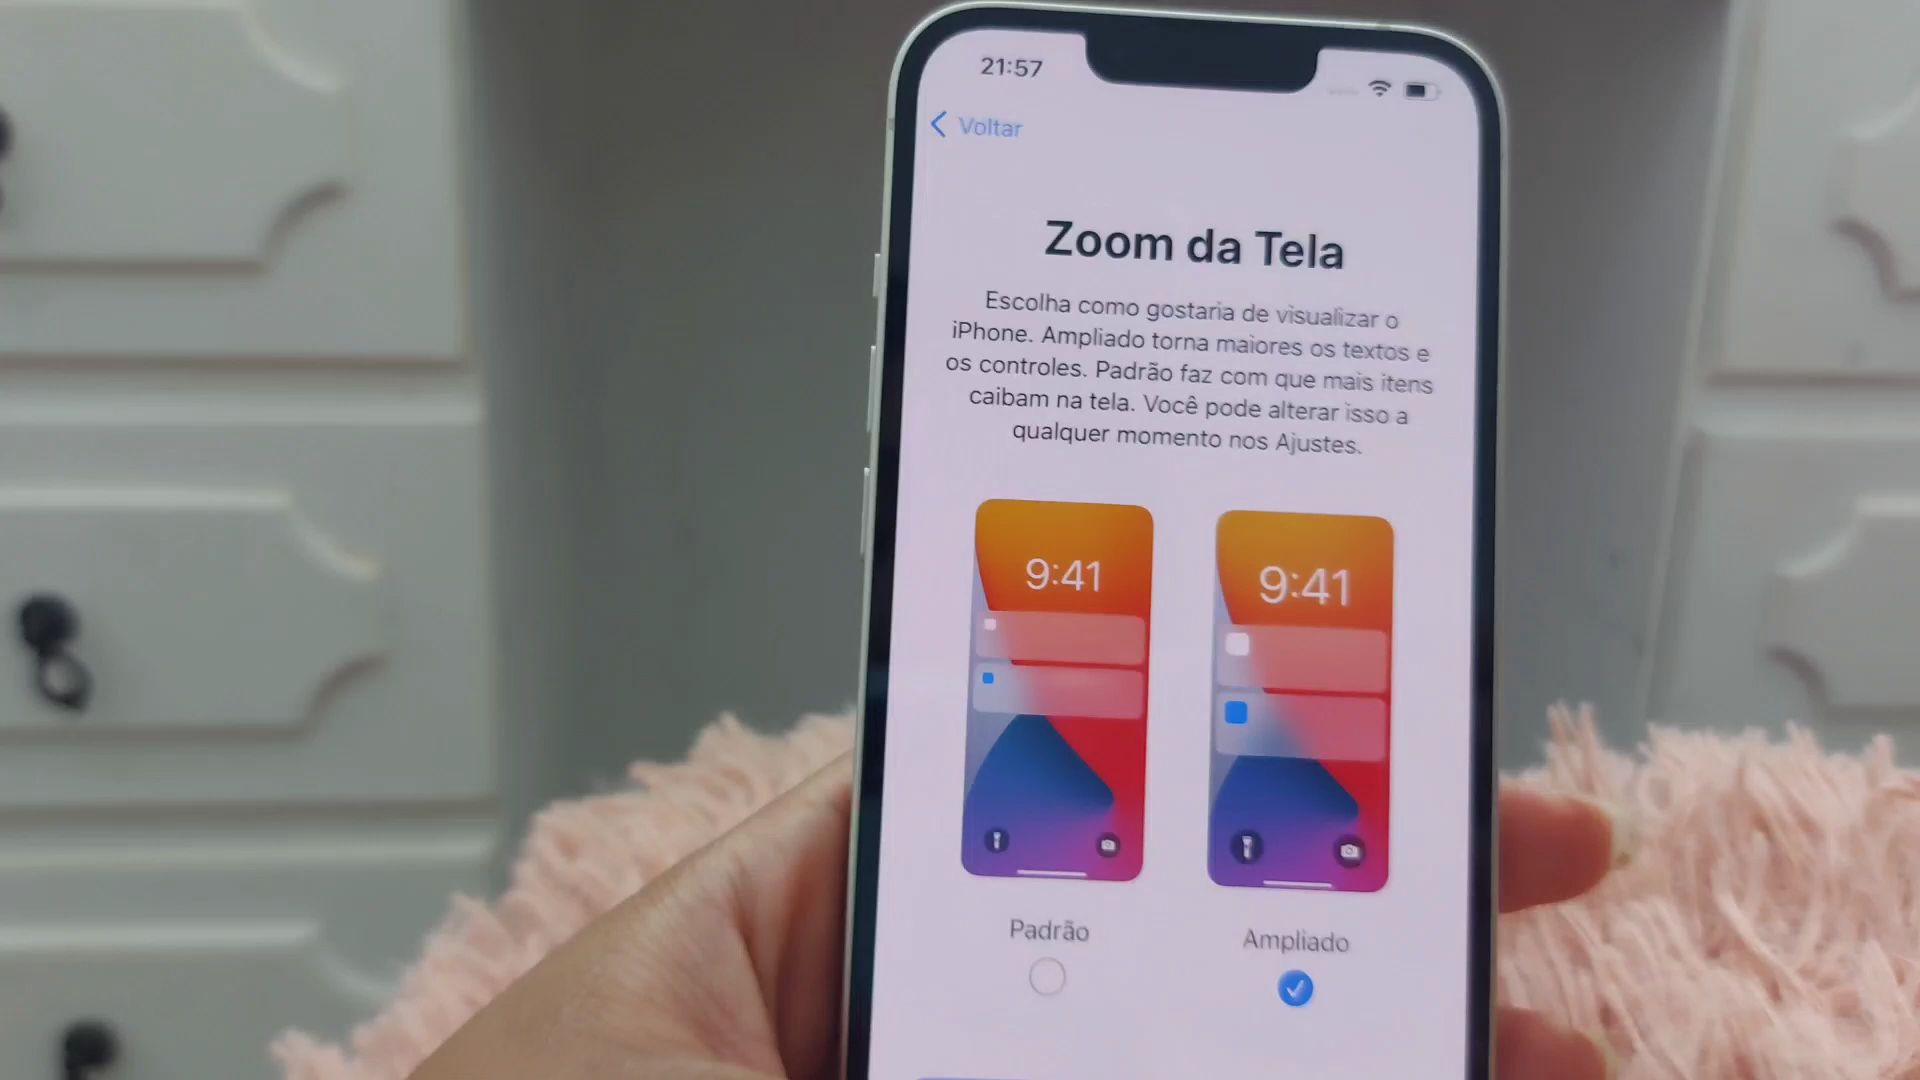 21:57
Voltar
Zoom da Tela
Escolha como gostaria de visualizar o
iPhone. Ampliado torna maiores os textos e
os controles. Padrão faz com que mais itens
caibam na tela. Você pode alterar isso a
qualquer momento nos Ajustes.
9:41
9:41
Padrão
Ampliado